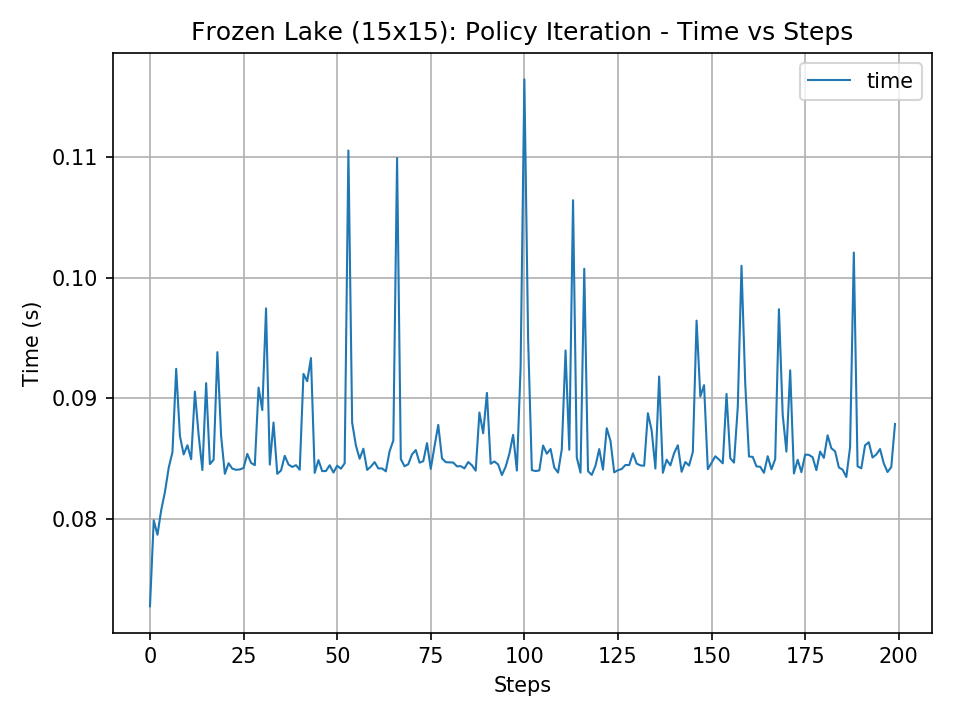 Frozen Lake (15x15): Policy Iteration - Time vs Steps
time
Time (s)
0.11
0.10
0.09
0.08
0 25 50 75 100 125 150 175 200
Steps